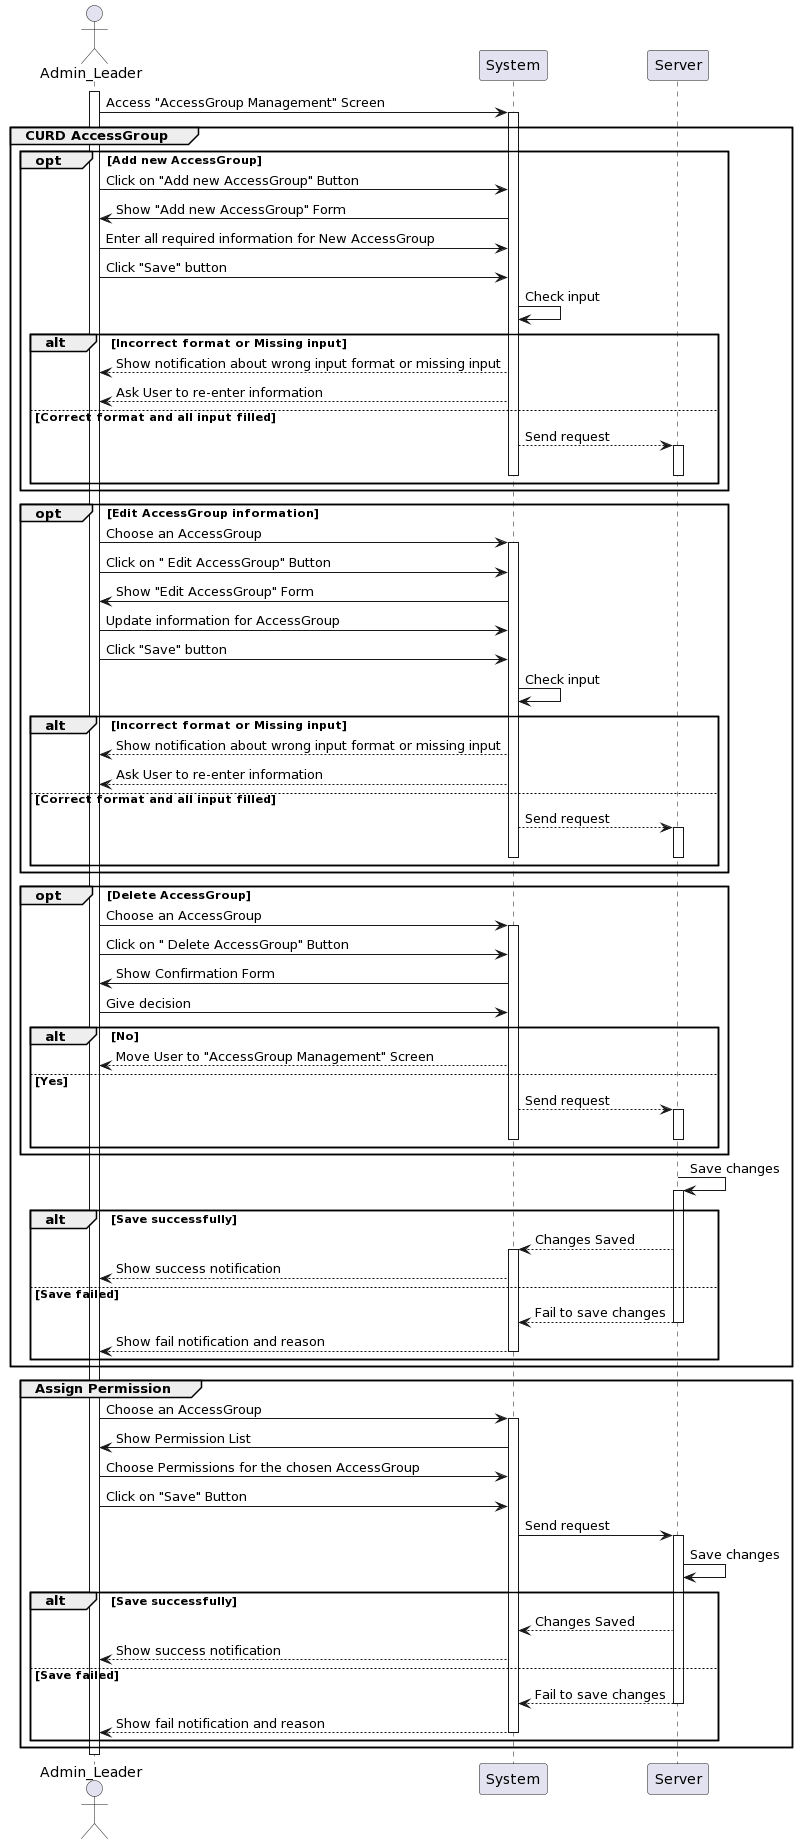 Admin_Leader
System
Server
Access "AccessGroup Management" Screen
CURD AccessGroup
opt [Add new AccessGroup]
Click on "Add new AccessGroup" Button
Show "Add new AccessGroup" Form
Enter all required information for New AccessGroup
Click "Save" button
Check input
alt [Incorrect format or Missing input]
Show notification about wrong input format or missing input
Ask User to re-enter information
[Correct format and all input filled]
Send request
opt [Edit AccessGroup information]
Choose an AccessGroup
Click on " Edit AccessGroup" Button
Show "Edit AccessGroup" Form
Update information for AccessGroup
Click "Save" button
Check input
alt [Incorrect format or Missing input]
Show notification about wrong input format or missing input
Ask User to re-enter information
[Correct format and all input filled]
Send request
opt [Delete AccessGroup]
Choose an AccessGroup
Click on " Delete AccessGroup" Button
Show Confirmation Form
Give decision
alt [No]
Move User to "AccessGroup Management" Screen
[Yes]
Send request
Save changes
alt [Save successfully]
Changes Saved
Show success notification
[Save failed]
Fail to save changes
Show fail notification and reason
Assign Permission
Choose an AccessGroup
Show Permission List
Choose Permissions for the chosen AccessGroup
Click on "Save" Button
Send request
Save changes
alt [Save successfully]
Changes Saved
Show success notification
[Save failed]
Fail to save changes
Show fail notification and reason
Admin_Leader
System
Server